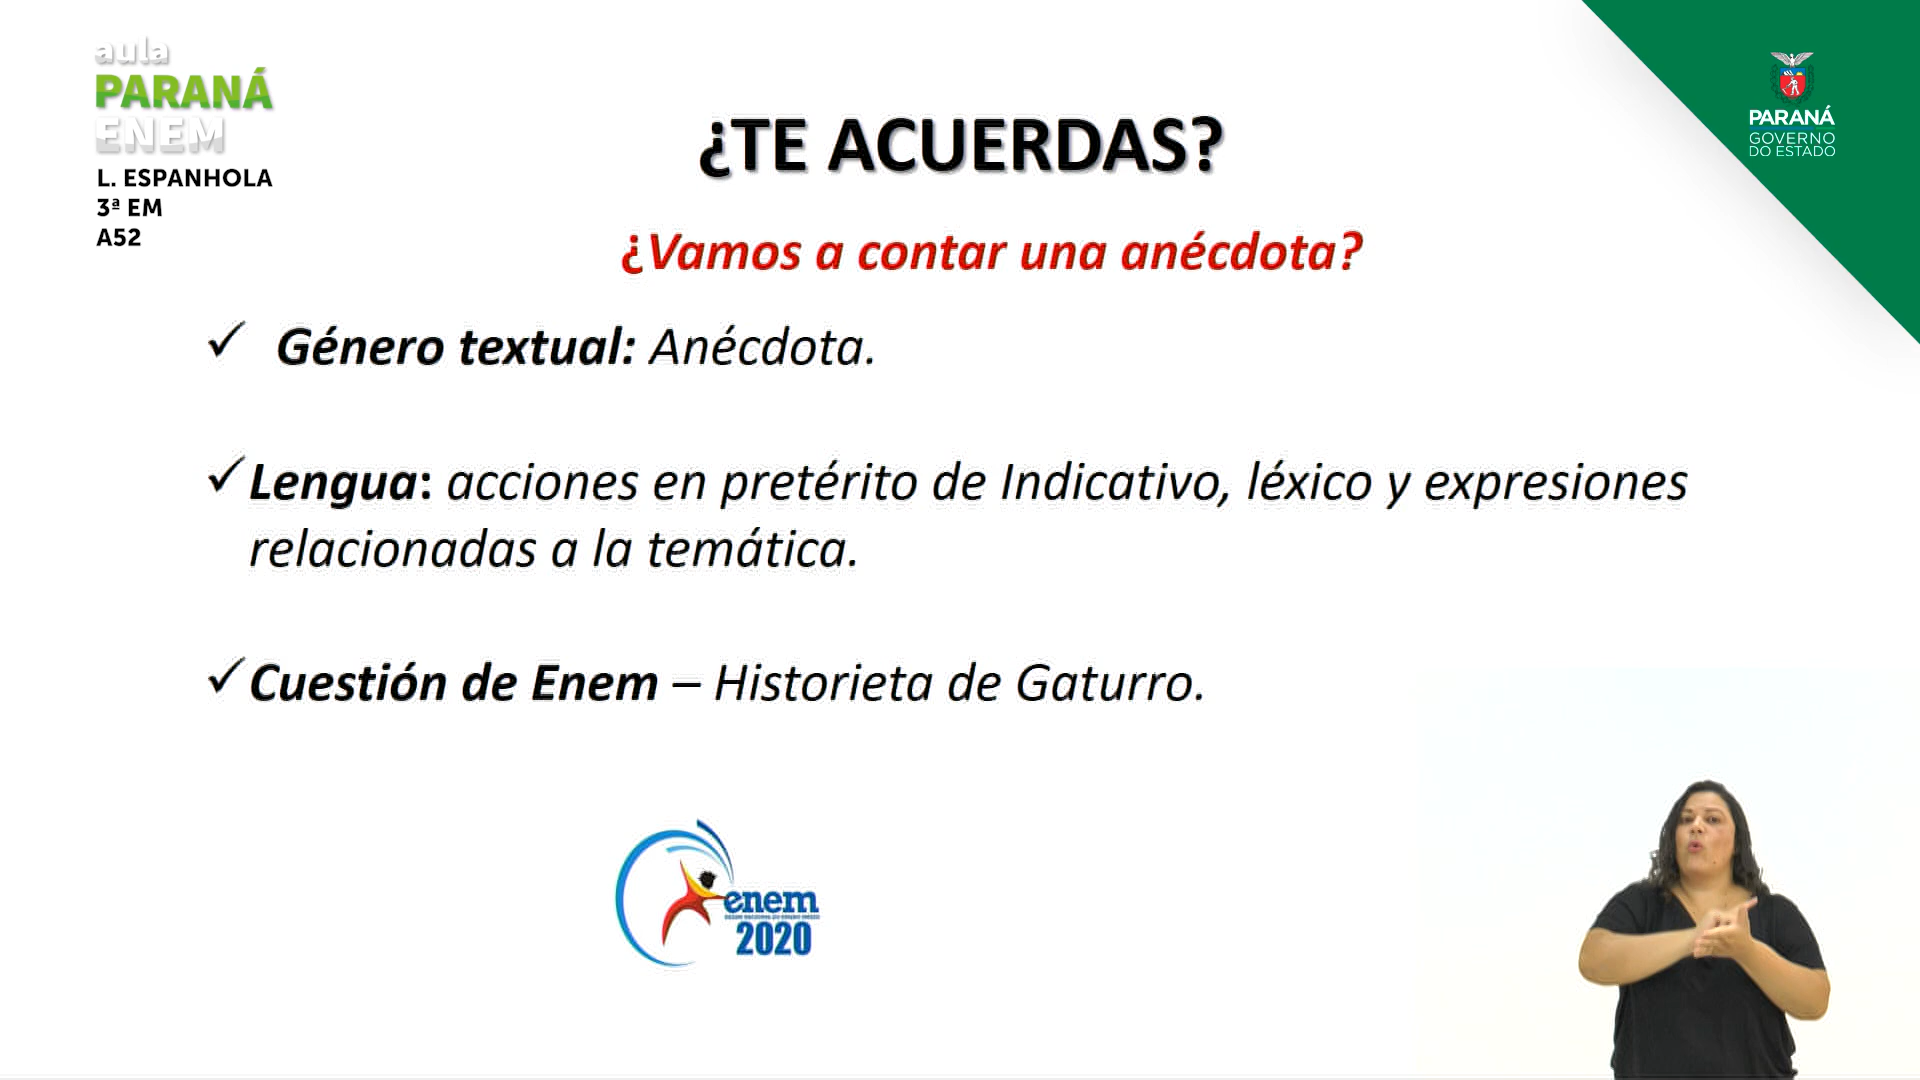 aula
PARANÁ
ENEM
L. ESPANHOLA
3ª EM
A52
PARANÁ
GOVERNO
DO ESTADO
¿TE ACUERDAS?
¿Vamos a contar una anécdota?
✓ Género textual: Anécdota.
✓ Lengua: acciones en pretérito de Indicativo, léxico y expresiones
relacionadas a la temática.
✓ Cuestión de Enem – Historieta de Gaturro.
enem
2020